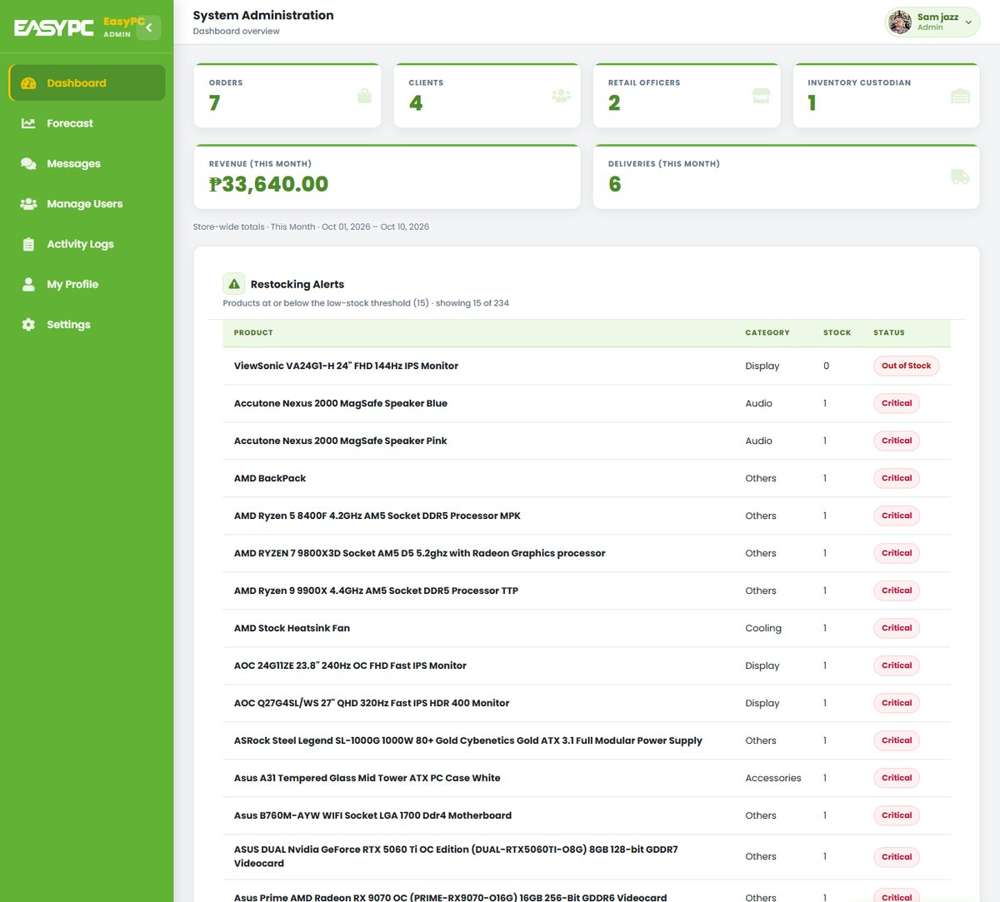 EASYPC
EasyPC
ADMIN
Dashboard
Forecast
Messages
Manage Users
Activity Logs
My Profile
Settings
System Administration
Dashboard overview
Sam jazz
Admin
ORDERS
7
CLIENTS
4
RETAIL OFFICERS
2
INVENTORY CUSTODIAN
1
REVENUE (THIS MONTH)
₱33,640.00
DELIVERIES (THIS MONTH)
6
Store-wide totals · This Month · Oct 01, 2026 – Oct 10, 2026
Restocking Alerts
Products at or below the low-stock threshold (15) · showing 15 of 234
PRODUCT CATEGORY STOCK STATUS
ViewSonic VA24G1-H 24" FHD 144Hz IPS Monitor Display 0 Out of Stock
Accutone Nexus 2000 MagSafe Speaker Blue Audio 1 Critical
Accutone Nexus 2000 MagSafe Speaker Pink Audio 1 Critical
AMD BackPack Others 1 Critical
AMD Ryzen 5 8400F 4.2GHz AM5 Socket DDR5 Processor MPK Others 1 Critical
AMD RYZEN 7 9800X3D Socket AM5 D5 5.2ghz with Radeon Graphics processor Others 1 Critical
AMD Ryzen 9 9900X 4.4GHz AM5 Socket DDR5 Processor TTP Others 1 Critical
AMD Stock Heatsink Fan Cooling 1 Critical
AOC 24G11ZE 23.8" 240Hz OC FHD Fast IPS Monitor Display 1 Critical
AOC Q27G4SL/WS 27" QHD 320Hz Fast IPS HDR 400 Monitor Display 1 Critical
ASRock Steel Legend SL-1000G 1000W 80+ Gold Cybenetics Gold ATX 3.1 Full Modular Power Supply Others 1 Critical
Asus A31 Tempered Glass Mid Tower ATX PC Case White Accessories 1 Critical
Asus B760M-AYW WIFI Socket LGA 1700 Ddr4 Motherboard Others 1 Critical
ASUS DUAL Nvidia GeForce RTX 5060 Ti OC Edition (DUAL-RTX5060TI-O8G) 8GB 128-bit GDDR7
Videocard Others 1 Critical
Asus Prime AMD Radeon RX 9070 OC (PRIME-RX9070-O16G) 16GB 256-Bit GDDR6 Videocard Others 1 Critical